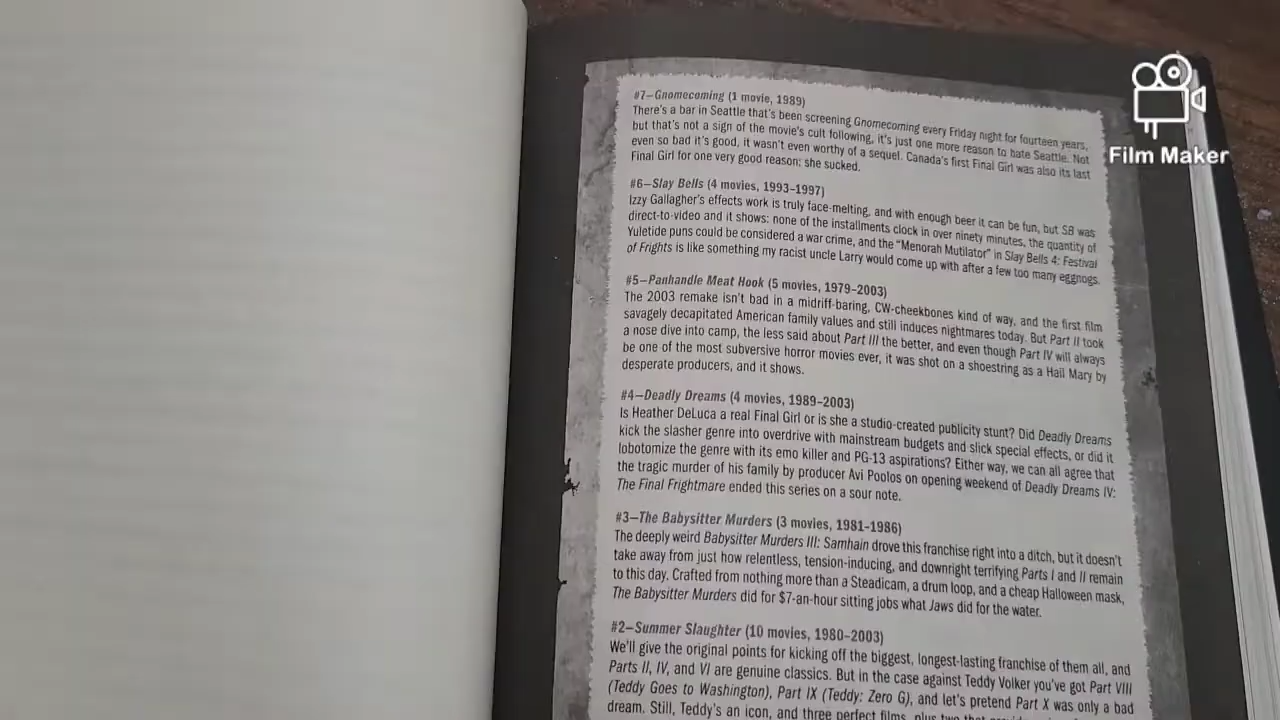 #7–Gnomecoming (1 movie, 1989)
There's a bar in Seattle that's been screening Gnomecoming every Friday night for fourteen years,
but that's not a sign of the movie's cult following, it's just one more reason to hate Seattle. Not
even so bad it's good, it wasn't even worthy of a sequel. Canada's first Final Girl was also its last
Final Girl for one very good reason: she sucked.
#6–Slay Bells (4 movies, 1993–1997)
Izzy Gallagher's effects work is truly face-melting, and with enough beer it can be fun, but SB was
direct-to-video and it shows: none of the installments clock in over ninety minutes, the quantity of
Yuletide puns could be considered a war crime, and the "Menorah Mutilator" in Slay Bells 4: Festival
of Frights is like something my racist uncle Larry would come up with after a few too many eggnogs.
#5–Panhandle Meat Hook (5 movies, 1979–2003)
The 2003 remake isn't bad in a midriff-baring, CW-cheekbones kind of way, and the first film
savagely decapitated American family values and still induces nightmares today. But Part II took
a nose dive into camp, the less said about Part III the better, and even though Part IV will always
be one of the most subversive horror movies ever, it was shot on a shoestring as a Hail Mary by
desperate producers, and it shows.
#4–Deadly Dreams (4 movies, 1989–2003)
Is Heather DeLuca a real Final Girl or is she a studio-created publicity stunt? Did Deadly Dreams
kick the slasher genre into overdrive with mainstream budgets and slick special effects, or did it
lobotomize the genre with its emo killer and PG-13 aspirations? Either way, we can all agree that
the tragic murder of his family by producer Avi Poolos on opening weekend of Deadly Dreams IV:
The Final Frightmare ended this series on a sour note.
#3–The Babysitter Murders (3 movies, 1981–1986)
The deeply weird Babysitter Murders III: Samhain drove this franchise right into a ditch, but it doesn't
take away from just how relentless, tension-inducing, and downright terrifying Parts I and II remain
to this day. Crafted from nothing more than a Steadicam, a drum loop, and a cheap Halloween mask,
The Babysitter Murders did for $7-an-hour sitting jobs what Jaws did for the water.
#2–Summer Slaughter (10 movies, 1980–2003)
We'll give the original points for kicking off the biggest, longest-lasting franchise of them all, and
Parts II, IV, and VI are genuine classics. But in the case against Teddy Volker you've got Part VIII
(Teddy Goes to Washington), Part IX (Teddy: Zero G), and let's pretend Part X was only a bad
dream. Still, Teddy's an icon, and three perfect films, plus two that
Film Maker